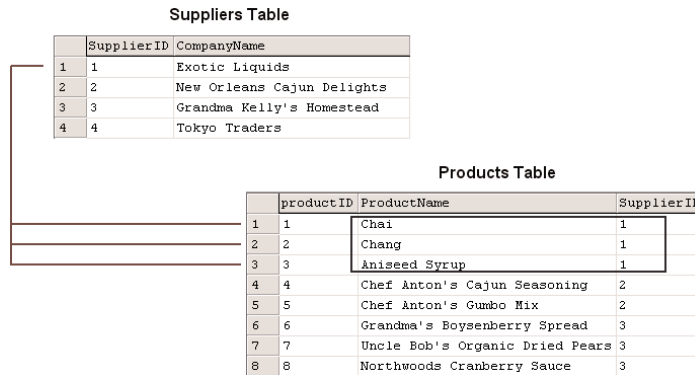 Suppliers Table
SupplierID CompanyName
1 1 Exotic Liquids
2 2 New Orleans Cajun Delights
3 3 Grandma Kelly's Homestead
4 4 Tokyo Traders
Products Table
productID ProductName SupplierID
1 1 Chai 1
2 2 Chang 1
3 3 Aniseed Syrup 1
4 4 Chef Anton's Cajun Seasoning 2
5 5 Chef Anton's Gumbo Mix 2
6 6 Grandma's Boysenberry Spread 3
7 7 Uncle Bob's Organic Dried Pears 3
8 8 Northwoods Cranberry Sauce 3